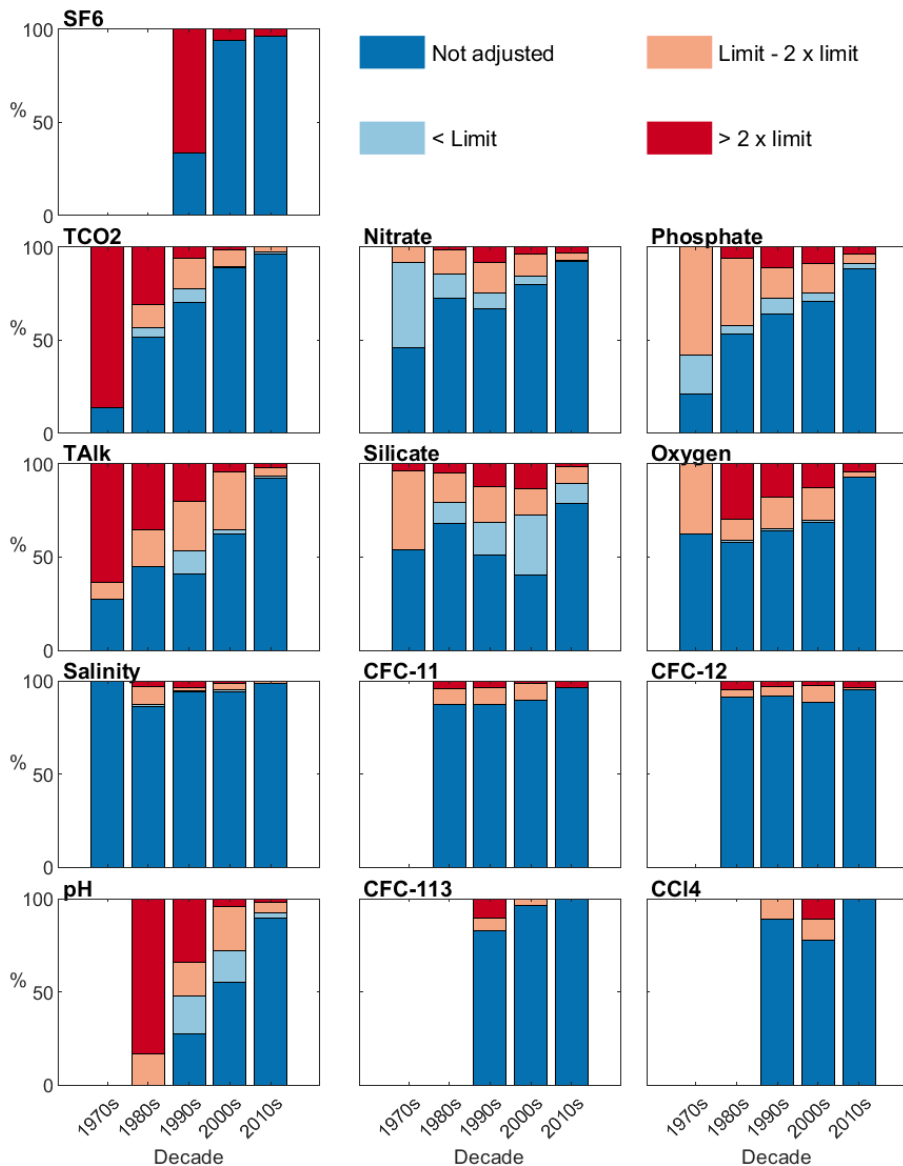 SF6
100
%
50
0
Not adjusted
Limit - 2 x limit
< Limit
> 2 x limit
TCO2
Nitrate
Phosphate
100
%
50
0
TAlk
Silicate
Oxygen
100
%
50
0
Salinity
CFC-11
CFC-12
100
%
50
0
pH
CFC-113
CCl4
100
%
50
0
1970s 1980s 1990s 2000s 2010s
1970s 1980s 1990s 2000s 2010s
1970s 1980s 1990s 2000s 2010s
Decade
Decade
Decade